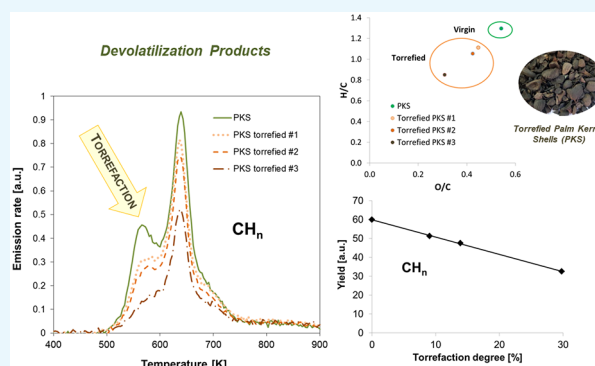 Devolatilization Products
TORREFACTION
Emission rate [a.u.]
1
0.9
0.8
0.7
0.6
0.5
0.4
0.3
0.2
0.1
0
400
500
600
700
800
900
Temperature [K]
PKS
PKS torrefied #1
PKS torrefied #2
PKS torrefied #3
CHn
H/C
1.4
1.2
1.0
0.8
0.6
0.4
0.2
0.0
0.0
0.2
0.4
0.6
0.8
O/C
Virgin
Torrefied
PKS
Torrefied PKS #1
Torrefied PKS #2
Torrefied PKS #3
Torrefied Palm
Shells (PKS)
Yield [a.u.]
70
60
50
40
30
20
10
0
0
10
20
30
Torrefaction degree [%]
CHn